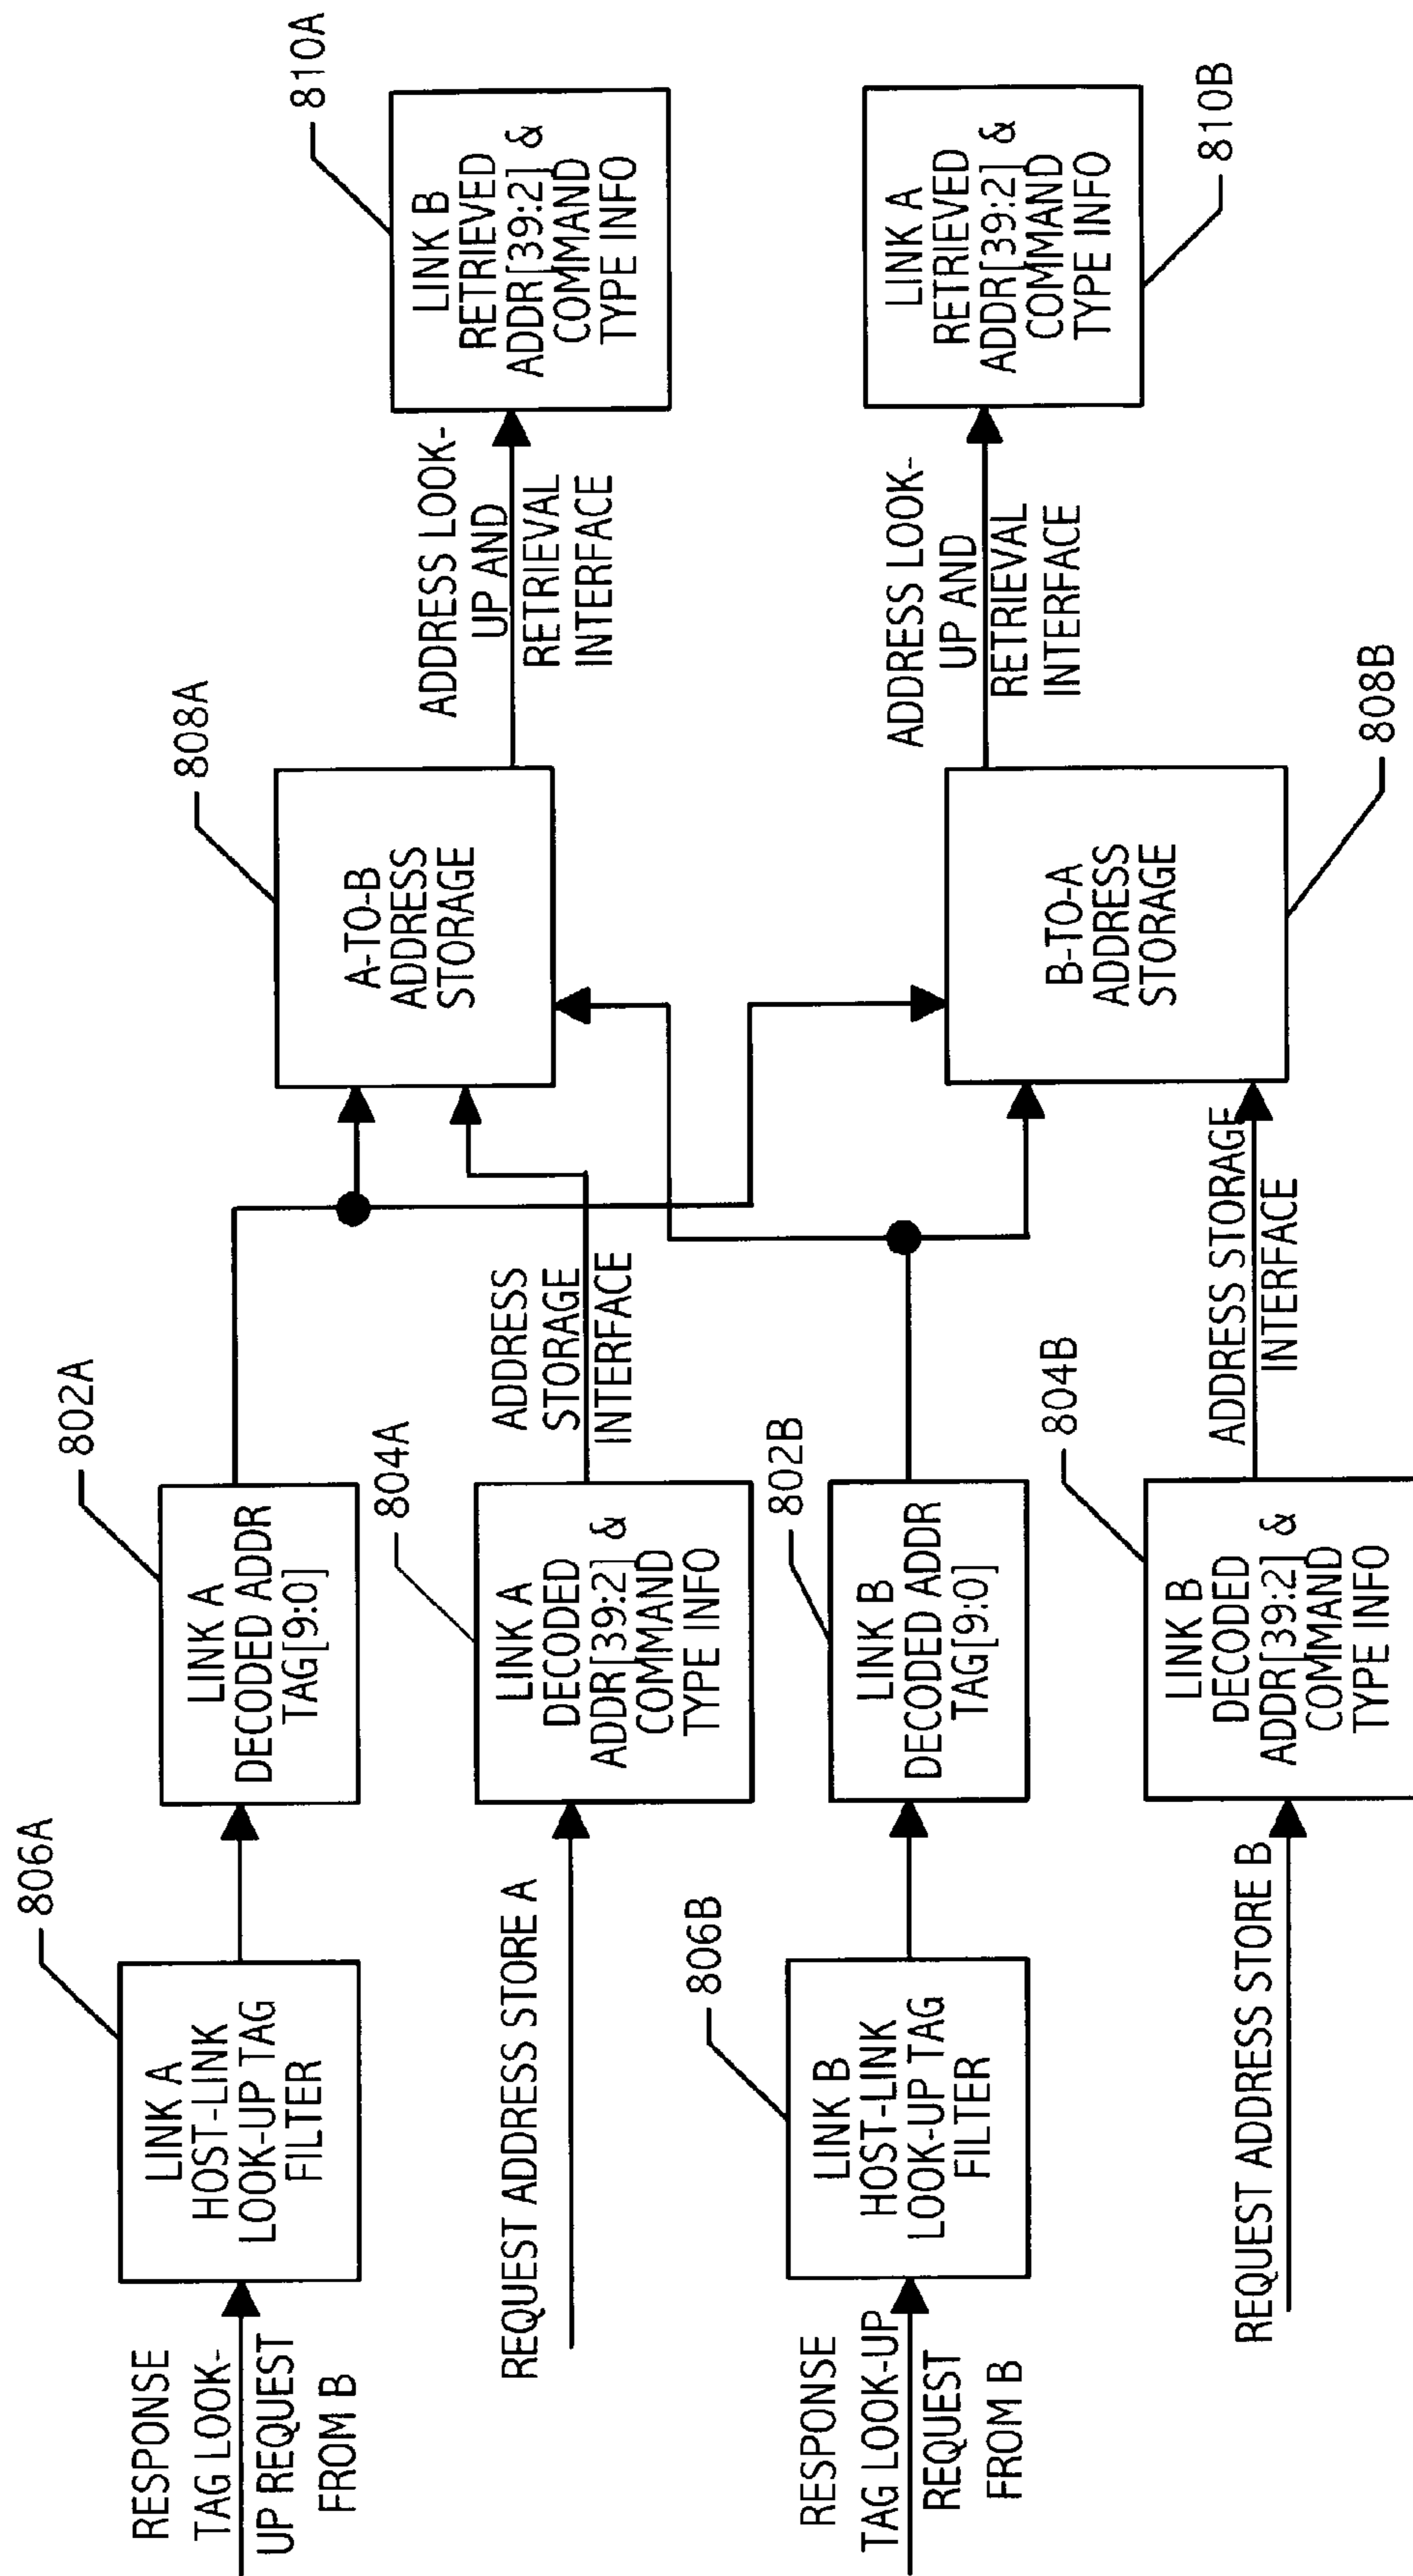 RESPONSE
TAG LOOK-
UP REQUEST
FROM B
LINK A
HOST-LINK
LOOK-UP TAG
FILTER
806A
LINK A
DECODED ADDR
TAG[9:0]
802A
REQUEST ADDRESS STORE A
LINK A
DECODED
ADDR[39:2] &
COMMAND
TYPE INFO
804A
ADDRESS
STORAGE
INTERFACE
RESPONSE
TAG LOOK-UP
REQUEST
FROM B
LINK B
HOST-LINK
LOOK-UP TAG
FILTER
806B
LINK B
DECODED ADDR
TAG[9:0]
802B
REQUEST ADDRESS STORE B
LINK B
DECODED
ADDR[39:2] &
COMMAND
TYPE INFO
804B
ADDRESS STORAGE
INTERFACE
A-TO-B
ADDRESS
STORAGE
808A
B-TO-A
ADDRESS
STORAGE
808B
ADDRESS LOOK-
UP AND
RETRIEVAL
INTERFACE
LINK B
RETRIEVED
ADDR[39:2] &
COMMAND
TYPE INFO
810A
ADDRESS LOOK-
UP AND
RETRIEVAL
INTERFACE
LINK A
RETRIEVED
ADDR[39:2] &
COMMAND
TYPE INFO
810B